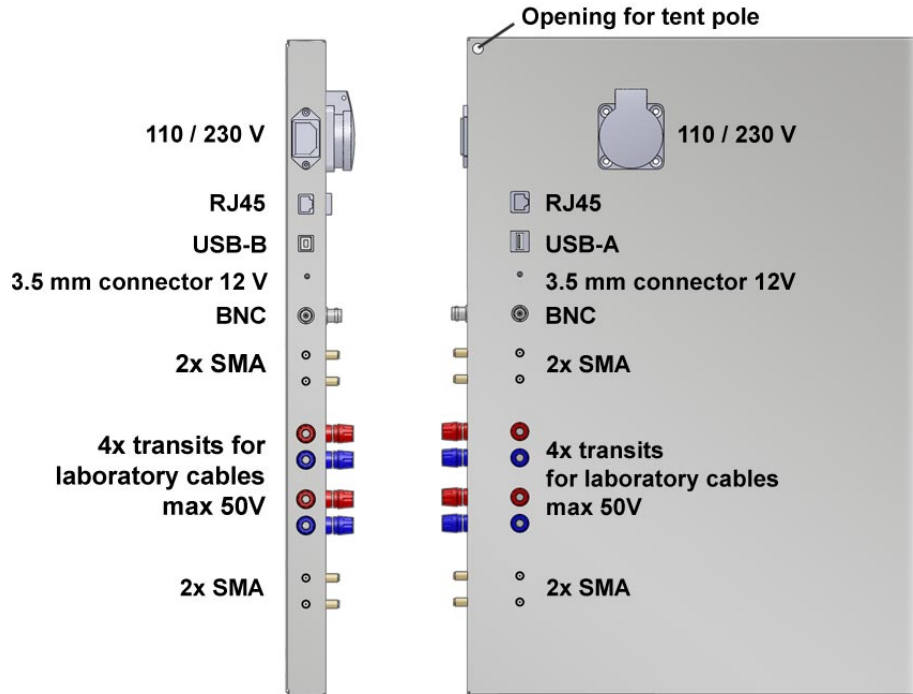 Opening for tent pole
110 / 230 V
RJ45
USB-B
3.5 mm connector 12 V
BNC
2x SMA
4x transits for
laboratory cables
max 50V
2x SMA
110 / 230 V
RJ45
USB-A
3.5 mm connector 12V
BNC
2x SMA
4x transits
for laboratory cables
max 50V
2x SMA